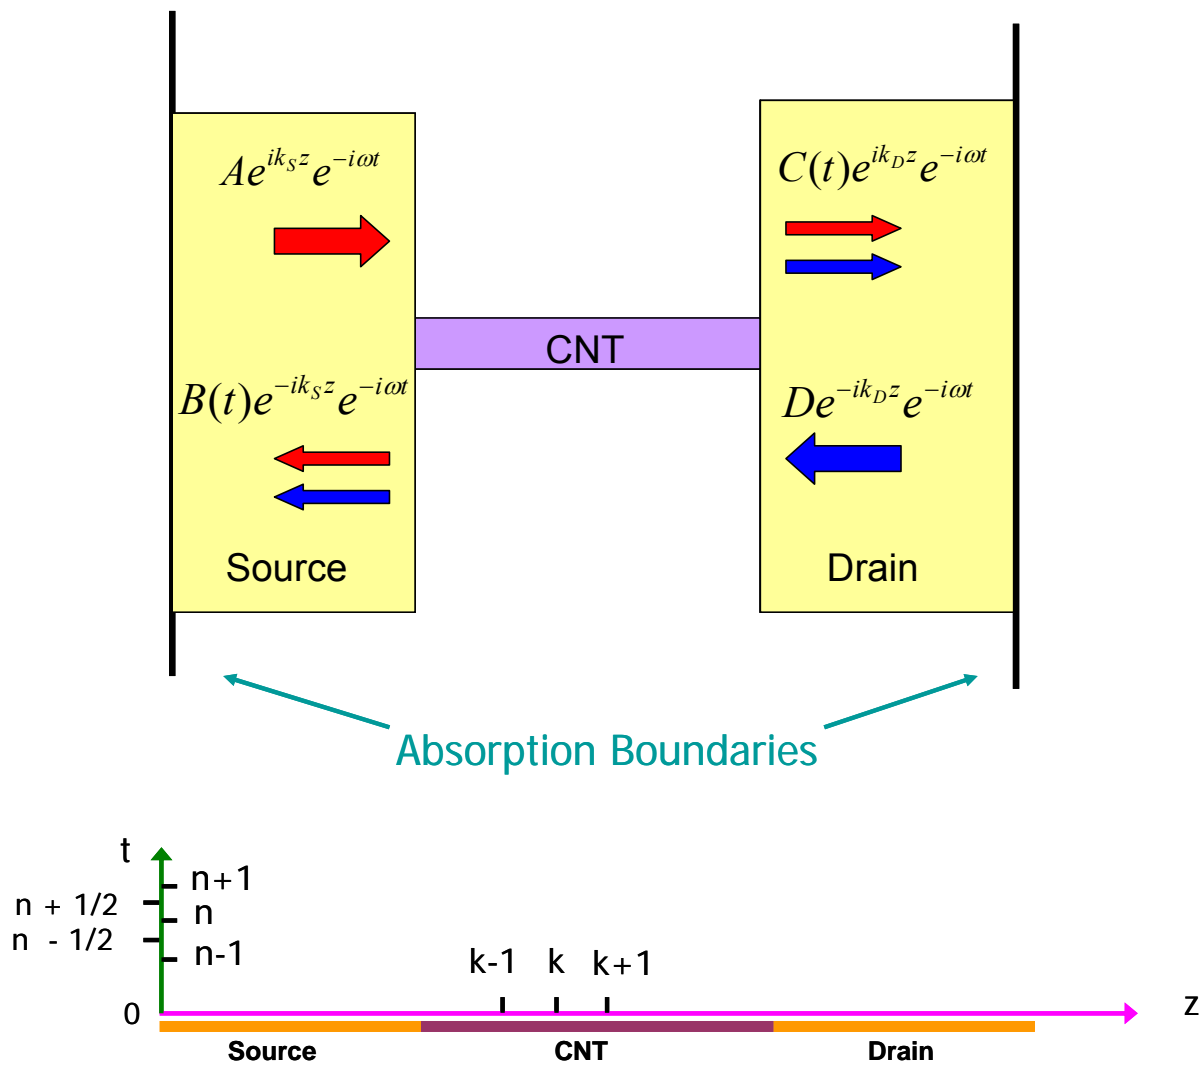 Ae^{ik_S z}e^{-iωt}
C(t)e^{ik_D z}e^{-iωt}
CNT
B(t)e^{-ik_S z}e^{-iωt}
De^{-ik_D z}e^{-iωt}
Source
Drain
Absorption Boundaries
t
n+1
n + 1/2
n
n - 1/2
n-1
k-1 k k+1
0
z
Source CNT Drain